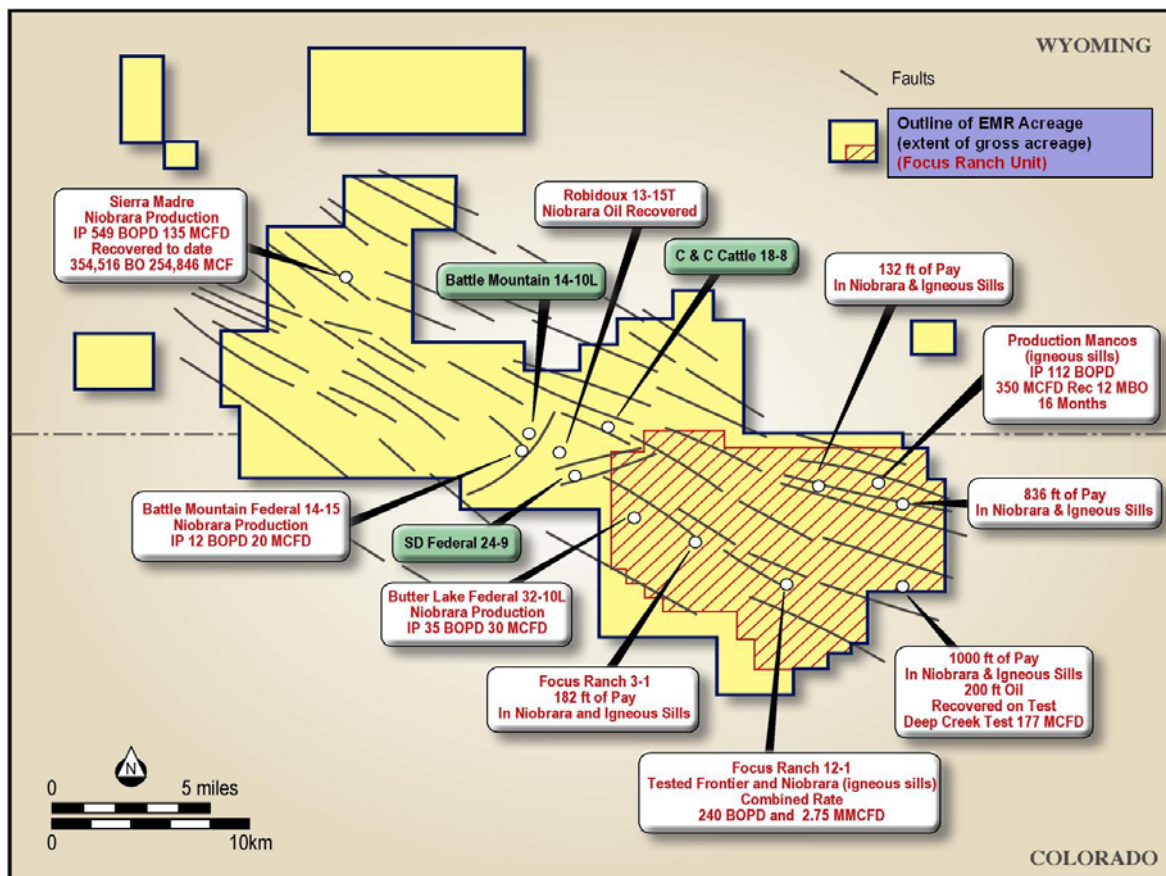 WYOMING
Faults
Outline of EMR Acreage
(extent of gross acreage)
(Focus Ranch Unit)
Sierra Madre
Niobrara Production
IP 549 BOPD 135 MCFD
Recovered to date
354,516 BO 254,846 MCF
Robidoux 13-15T
Niobrara Oil Recovered
Battle Mountain 14-10L
C & C Cattle 18-8
132 ft of Pay
In Niobrara & Igneous Sills
Production Mancos
(igneous sills)
IP 112 BOPD
350 MCFD Rec 12 MBO
16 Months
836 ft of Pay
In Niobrara & Igneous Sills
Battle Mountain Federal 14-15
Niobrara Production
IP 12 BOPD 20 MCFD
SD Federal 24-9
Butter Lake Federal 32-10L
Niobrara Production
IP 35 BOPD 30 MCFD
Focus Ranch 3-1
182 ft of Pay
In Niobrara and Igneous Sills
1000 ft of Pay
In Niobrara & Igneous Sills
200 ft Oil
Recovered on Test
Deep Creek Test 177 MCFD
Focus Ranch 12-1
Tested Frontier and Niobrara (igneous sills)
Combined Rate
240 BOPD and 2.75 MMCFD
N
0 5 miles
0 10km
COLORADO